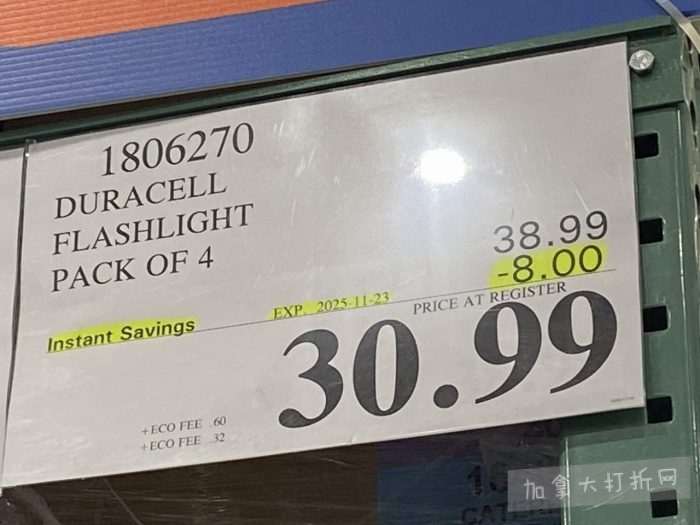 1806270
DURACELL
FLASHLIGHT
PACK OF 4
38.99
-8.00
Instant Savings
EXP. 2025-11-23
PRICE AT REGISTER
30.99
+ECO FEE .60
+ECO FEE .32
加拿大打折网